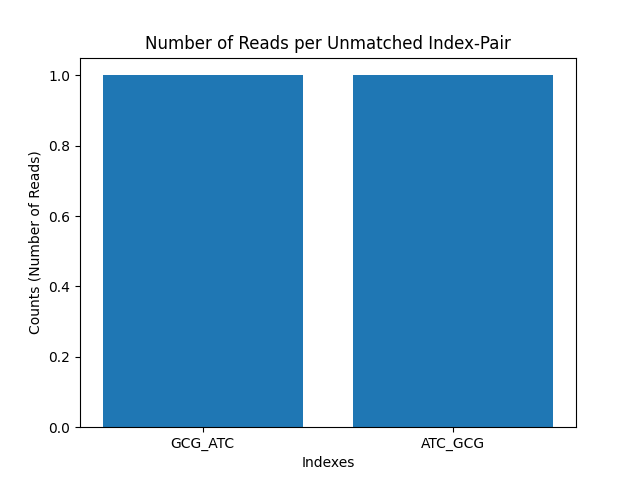 Number of Reads per Unmatched Index-Pair
Counts (Number of Reads)
1.0
0.8
0.6
0.4
0.2
0.0
GCG_ATC ATC_GCG
Indexes